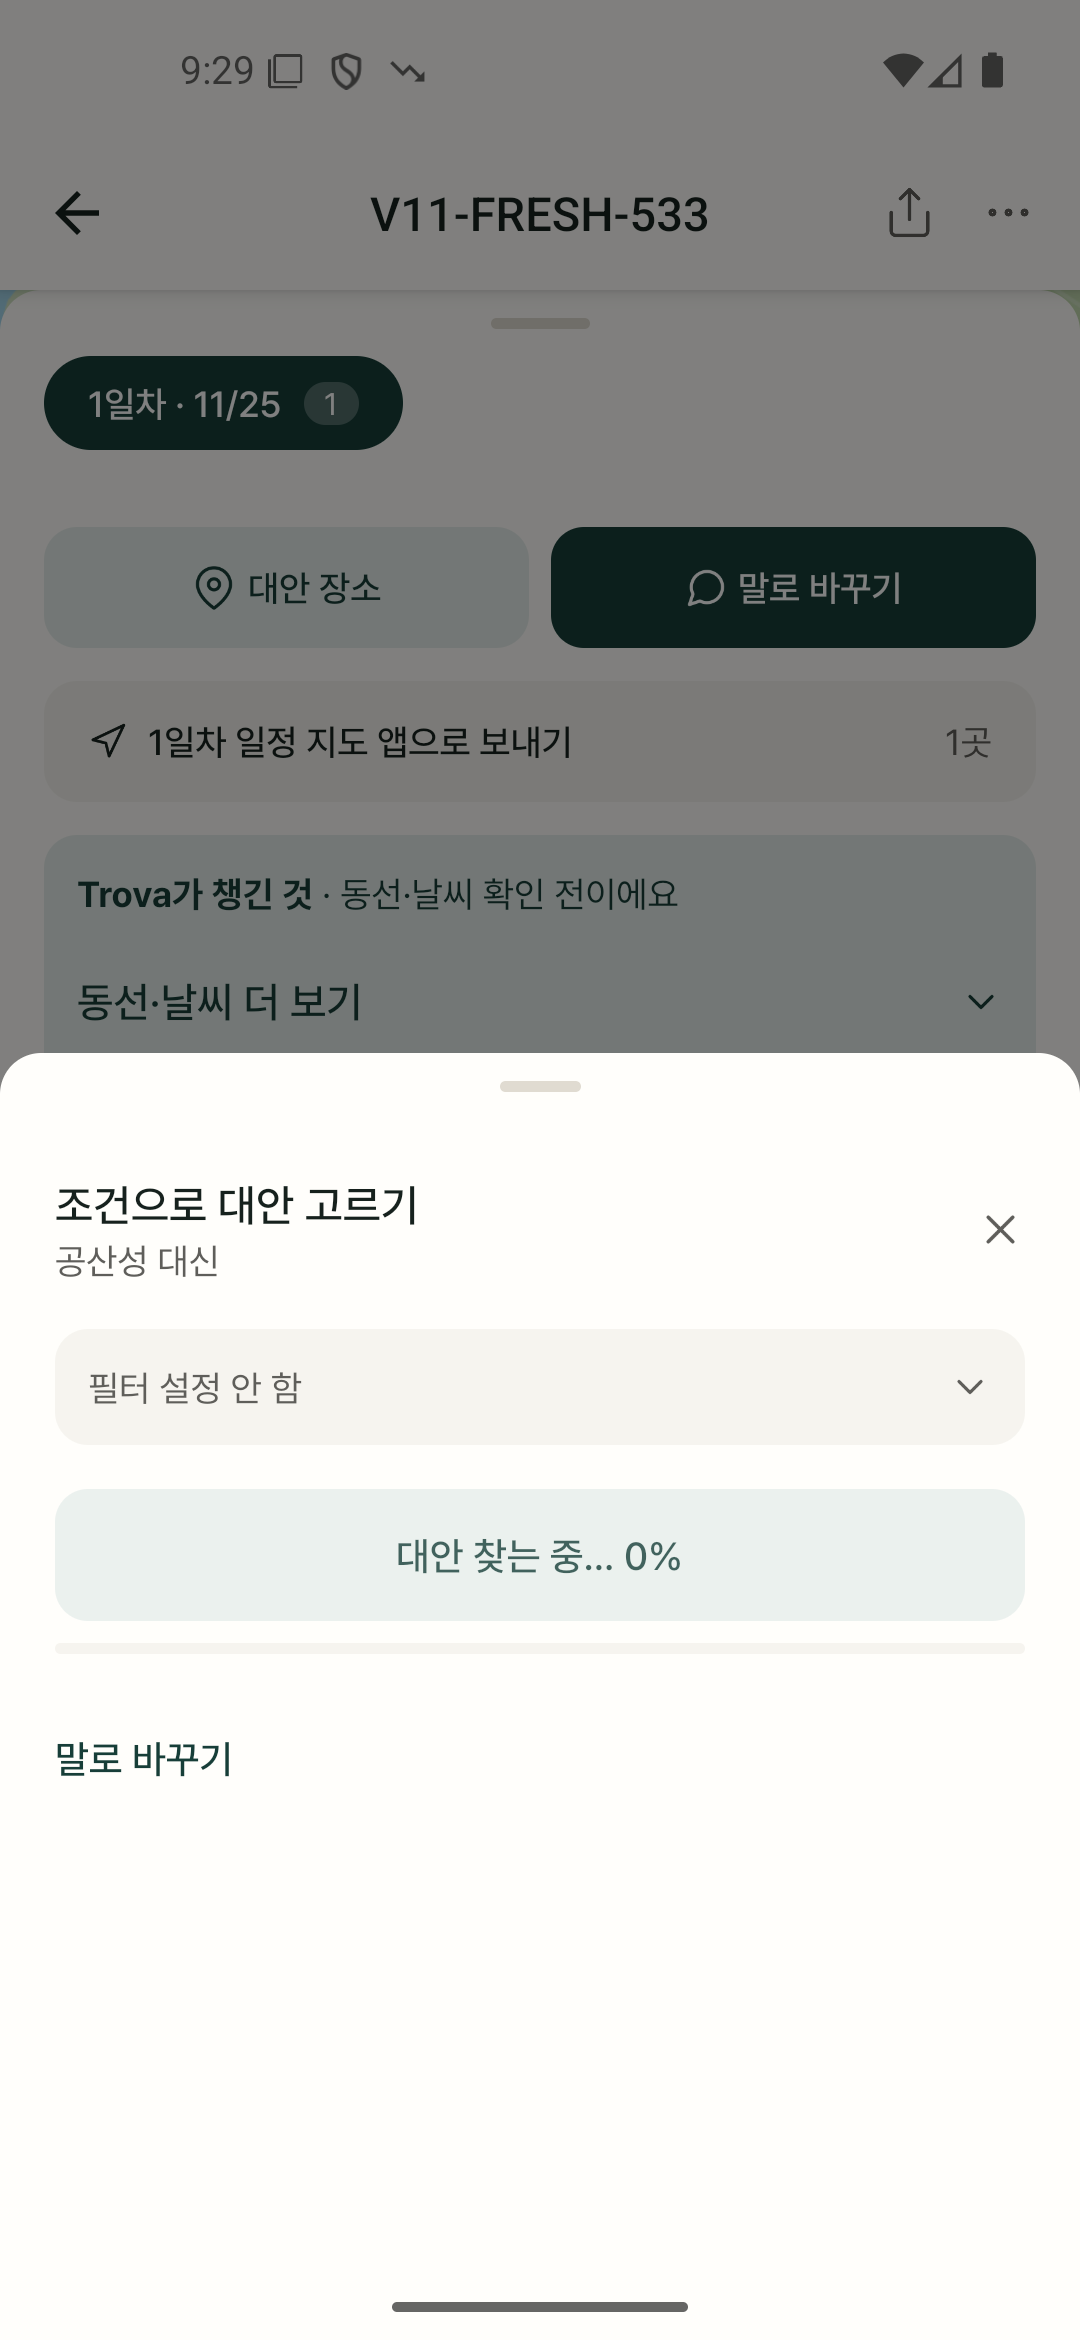 9:29
V11-FRESH-533
1일차 · 11/25 1
대안 장소
말로 바꾸기
1일차 일정 지도 앱으로 보내기 1곳
Trova가 챙긴 것 · 동선·날씨 확인 전이에요
동선·날씨 더 보기
조건으로 대안 고르기
공산성 대신
필터 설정 안 함
대안 찾는 중... 0%
말로 바꾸기